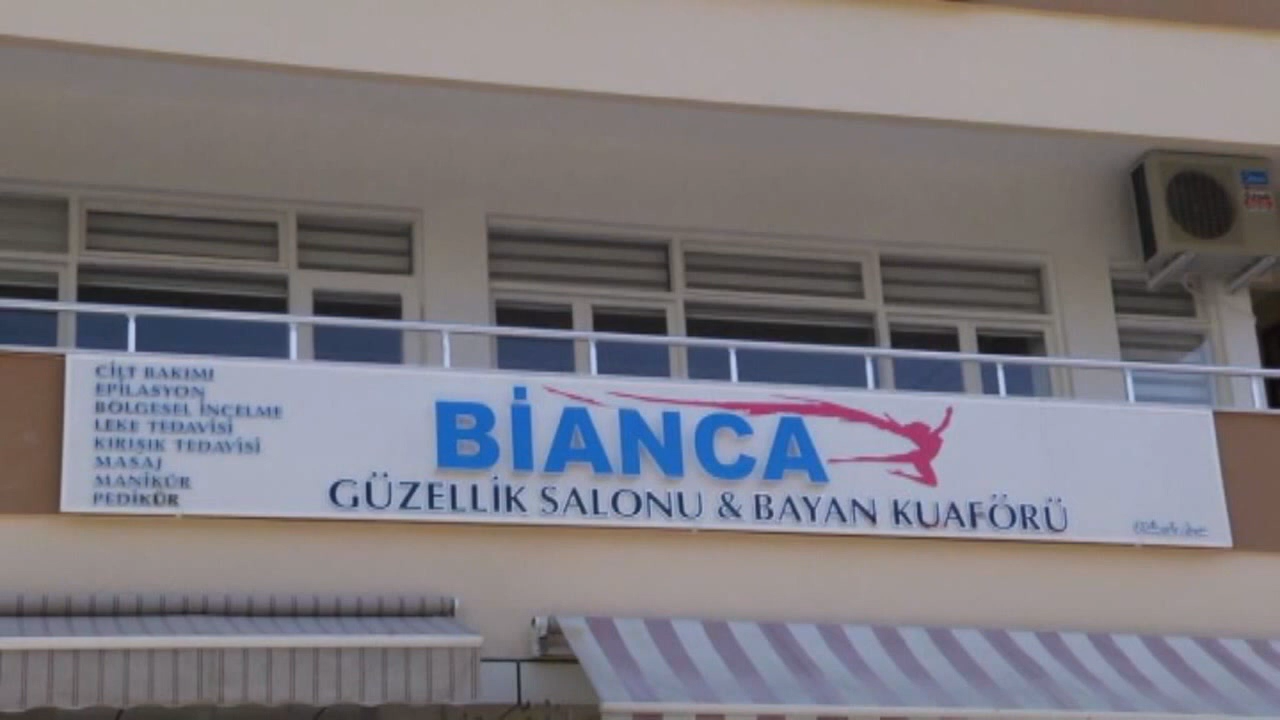 CİLT BAKIMI
EPİLASYON
BÖLGESEL İNCELME
LEKE TEDAVİSİ
KIRIŞIK TEDAVİSİ
MASAJ
MANİKÜR
PEDİKÜR
BİANCA
GÜZELLİK SALONU & BAYAN KUAFÖRÜ